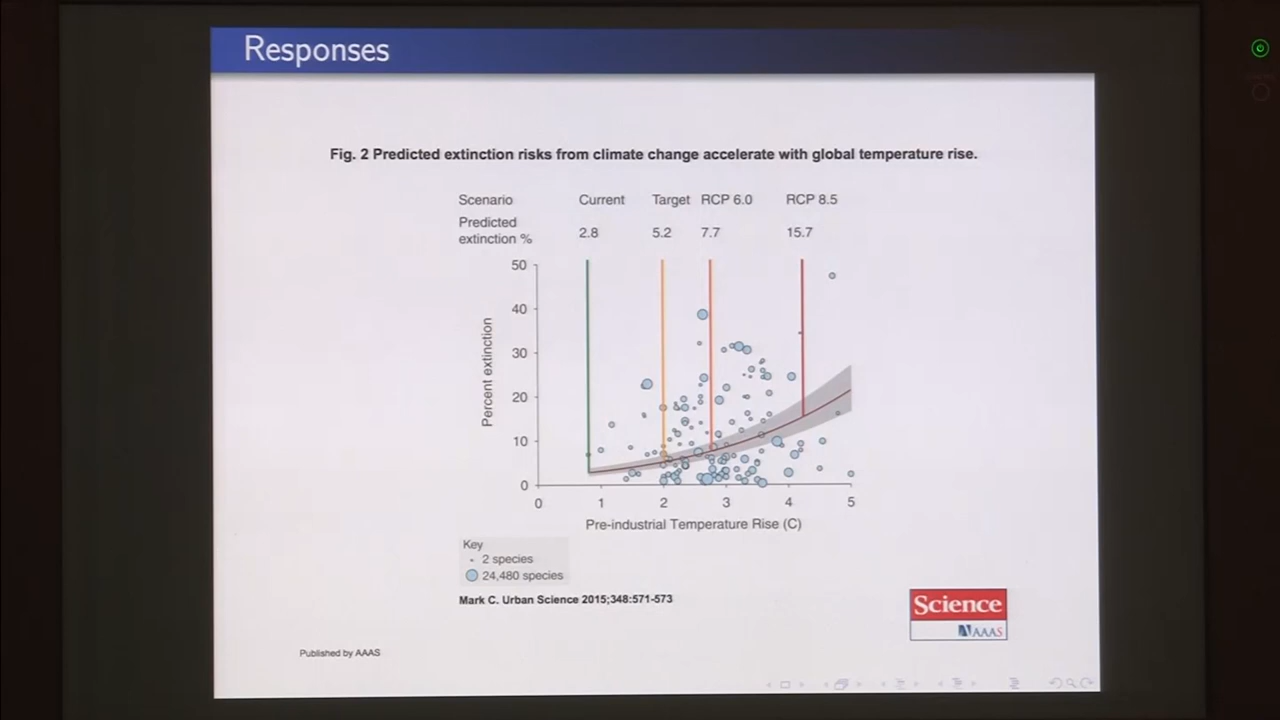 Responses
Fig. 2 Predicted extinction risks from climate change accelerate with global temperature rise.
Scenario Current Target RCP 6.0 RCP 8.5
Predicted
extinction % 2.8 5.2 7.7 15.7
50
40
30
20
10
0
Percent extinction
0 1 2 3 4 5
Pre-industrial Temperature Rise (C)
Key
2 species
24,480 species
Mark C. Urban Science 2015;348:571-573
Science
AAAS
Published by AAAS